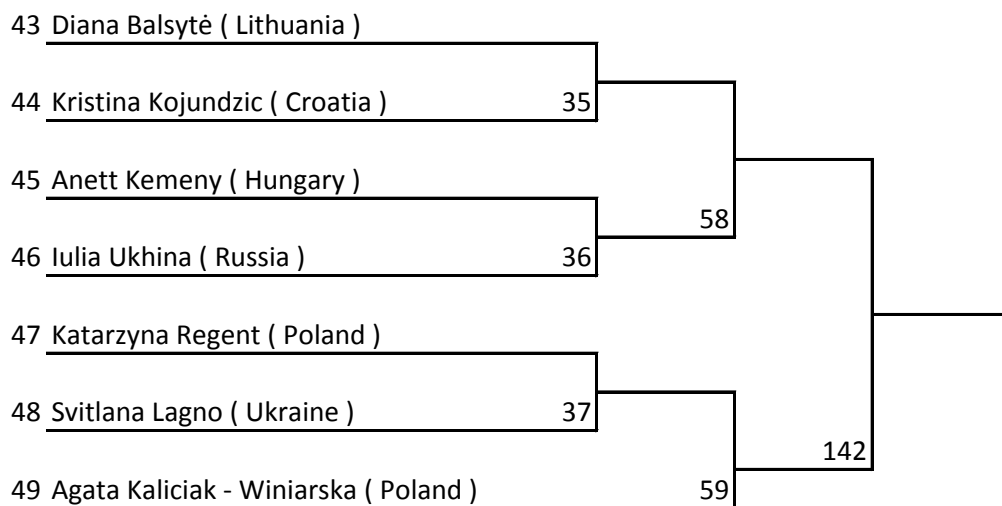 43 Diana Balsytė ( Lithuania )
44 Kristina Kojundzic ( Croatia ) 35
45 Anett Kemeny ( Hungary )
58
46 Iulia Ukhina ( Russia ) 36
47 Katarzyna Regent ( Poland )
48 Svitlana Lagno ( Ukraine ) 37
142
49 Agata Kaliciak - Winiarska ( Poland ) 59